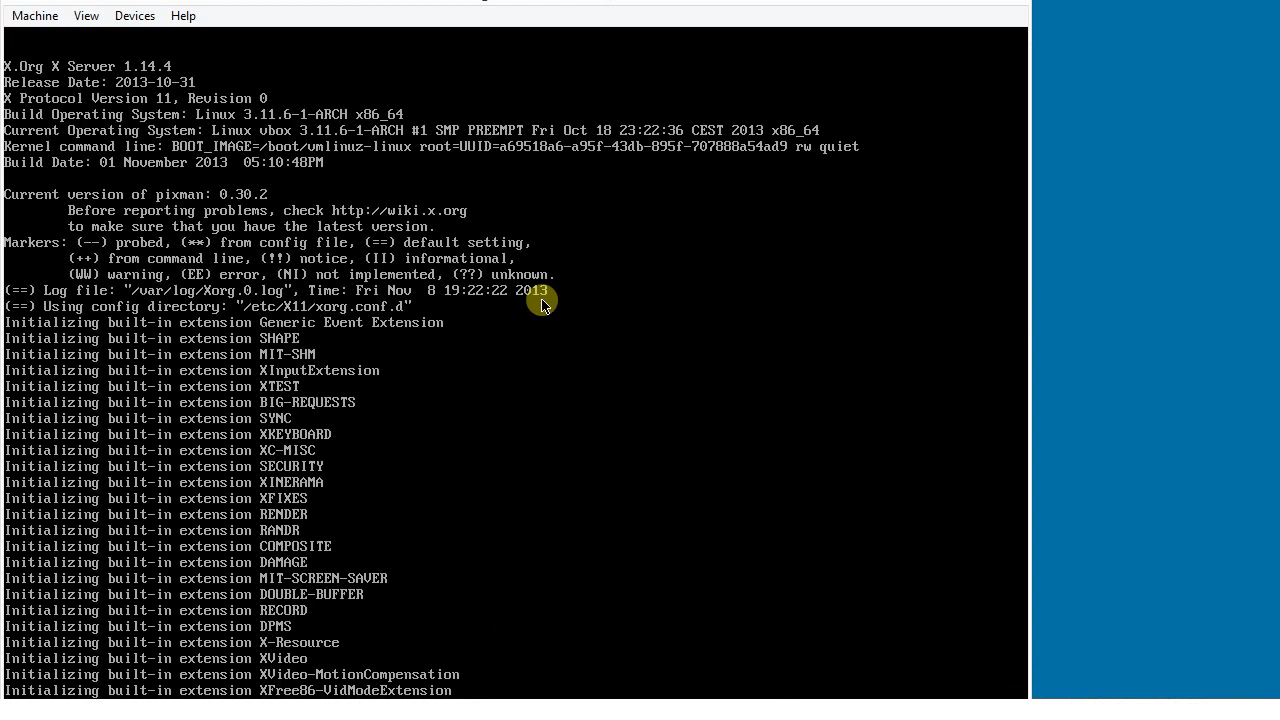 Machine View Devices Help
X.Org X Server 1.14.4
Release Date: 2013-10-31
X Protocol Version 11, Revision 0
Build Operating System: Linux 3.11.6-1-ARCH x86_64
Current Operating System: Linux vbox 3.11.6-1-ARCH #1 SMP PREEMPT Fri Oct 18 23:22:36 CEST 2013 x86_64
Kernel command line: BOOT_IMAGE=/boot/vmlinuz-linux root=UUID=a69518a6-a95f-43db-895f-707888a54ad9 rw quiet
Build Date: 01 November 2013  05:10:48PM
Current version of pixman: 0.30.2
Before reporting problems, check http://wiki.x.org
to make sure that you have the latest version.
Markers: (--) probed, (**) from config file, (==) default setting,
(++) from command line, (!!) notice, (II) informational,
(WW) warning, (EE) error, (NI) not implemented, (??) unknown.
(==) Log file: "/var/log/Xorg.0.log", Time: Fri Nov  8 19:22:22 2013
(==) Using config directory: "/etc/X11/xorg.conf.d"
Initializing built-in extension Generic Event Extension
Initializing built-in extension SHAPE
Initializing built-in extension MIT-SHM
Initializing built-in extension XInputExtension
Initializing built-in extension XTEST
Initializing built-in extension BIG-REQUESTS
Initializing built-in extension SYNC
Initializing built-in extension XKEYBOARD
Initializing built-in extension XC-MISC
Initializing built-in extension SECURITY
Initializing built-in extension XINERAMA
Initializing built-in extension XFIXES
Initializing built-in extension RENDER
Initializing built-in extension RANDR
Initializing built-in extension COMPOSITE
Initializing built-in extension DAMAGE
Initializing built-in extension MIT-SCREEN-SAVER
Initializing built-in extension DOUBLE-BUFFER
Initializing built-in extension RECORD
Initializing built-in extension DPMS
Initializing built-in extension X-Resource
Initializing built-in extension XVideo
Initializing built-in extension XVideo-MotionCompensation
Initializing built-in extension XFree86-VidModeExtension